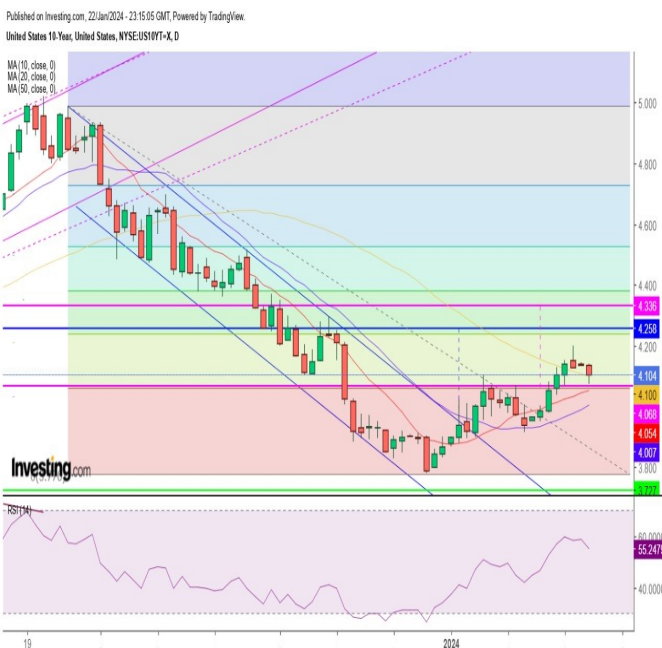 Published on Investing.com, 22/Jan/2024 - 23:15:05 GMT, Powered by TradingView.
United States 10-Year, United States, NYSE:US10YT=X, D
MA (10, close, 0)
MA (20, close, 0)
MA (50, close, 0)
5.000
4.800
4.600
4.400
4.336
4.258
4.200
4.104
4.100
4.068
4.054
4.007
3.800
3.727
Investing.com
RSI (14)
60.0000
55.2479
40.0000
19
2024